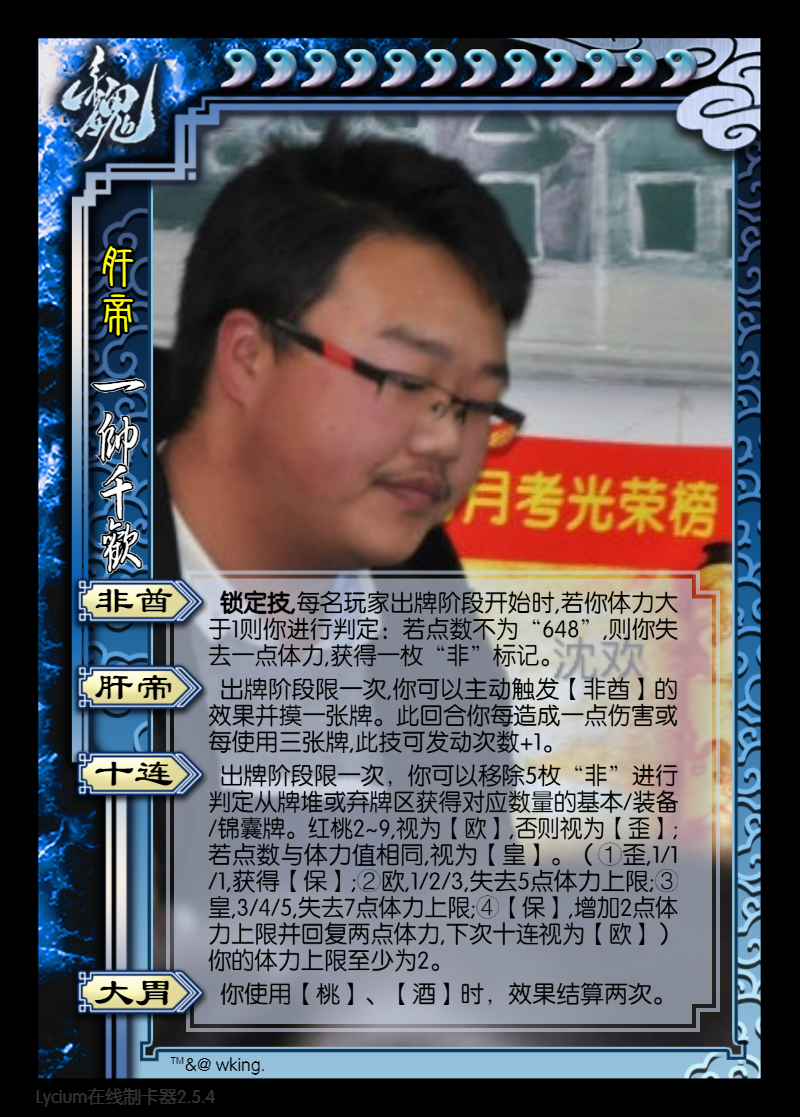 魏
肝帝
一帥千歡
月考光荣榜
沈欢
非酋
锁定技,每名玩家出牌阶段开始时,若你体力大
于1则你进行判定：若点数不为“648”,则你失
去一点体力,获得一枚“非”标记。
肝帝
出牌阶段限一次,你可以主动触发【非酋】的
效果并摸一张牌。此回合你每造成一点伤害或
每使用三张牌,此技可发动次数+1。
十连
出牌阶段限一次，你可以移除5枚“非”进行
判定从牌堆或弃牌区获得对应数量的基本/装备
/锦囊牌。红桃2~9,视为【欧】,否则视为【歪】;
若点数与体力值相同,视为【皇】。（①歪,1/1
/1,获得【保】;②欧,1/2/3,失去5点体力上限;③
皇,3/4/5,失去7点体力上限;④【保】,增加2点体
力上限并回复两点体力,下次十连视为【欧】）
你的体力上限至少为2。
大胃
你使用【桃】、【酒】时，效果结算两次。
™&@ wking.
Lycium在线制卡器2.5.4